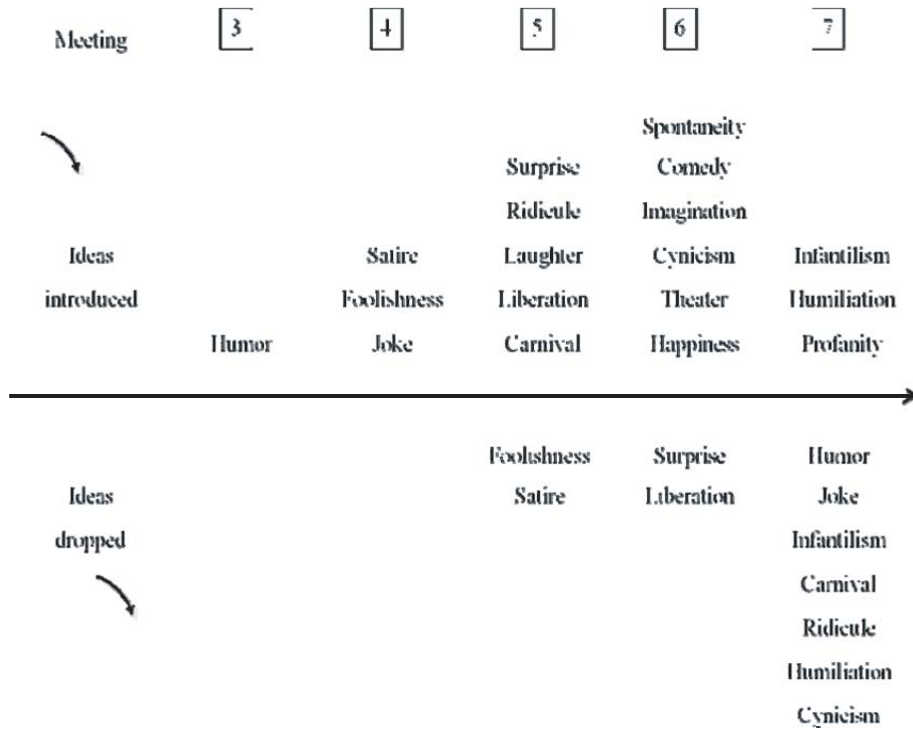 Meeting 3 4 5 6 7
Spontaneity
Surprise Comedy
Ridicule Imagination
Ideas Satire Laughter Cynicism Infantilism
introduced Foolishness Liberation Theater Humiliation
Humor Joke Carnival Happiness Profanity
Foolishness Surprise Humor
Ideas Satire Liberation Joke
dropped Infantilism
Carnival
Ridicule
Humiliation
Cynicism